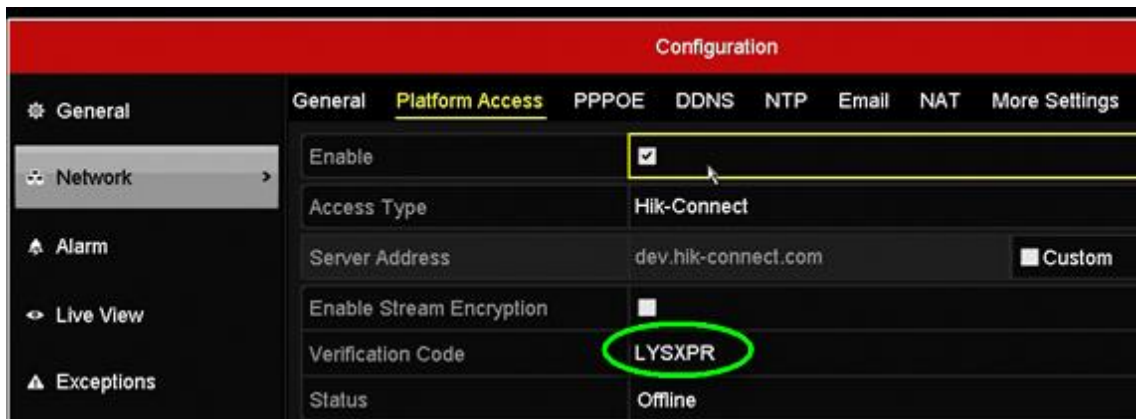 Configuration
General
Network
Alarm
Live View
Exceptions
General Platform Access PPPOE DDNS NTP Email NAT More Settings
Enable
Access Type Hik-Connect
Server Address dev.hik-connect.com Custom
Enable Stream Encryption
Verification Code LYSXPR
Status Offline